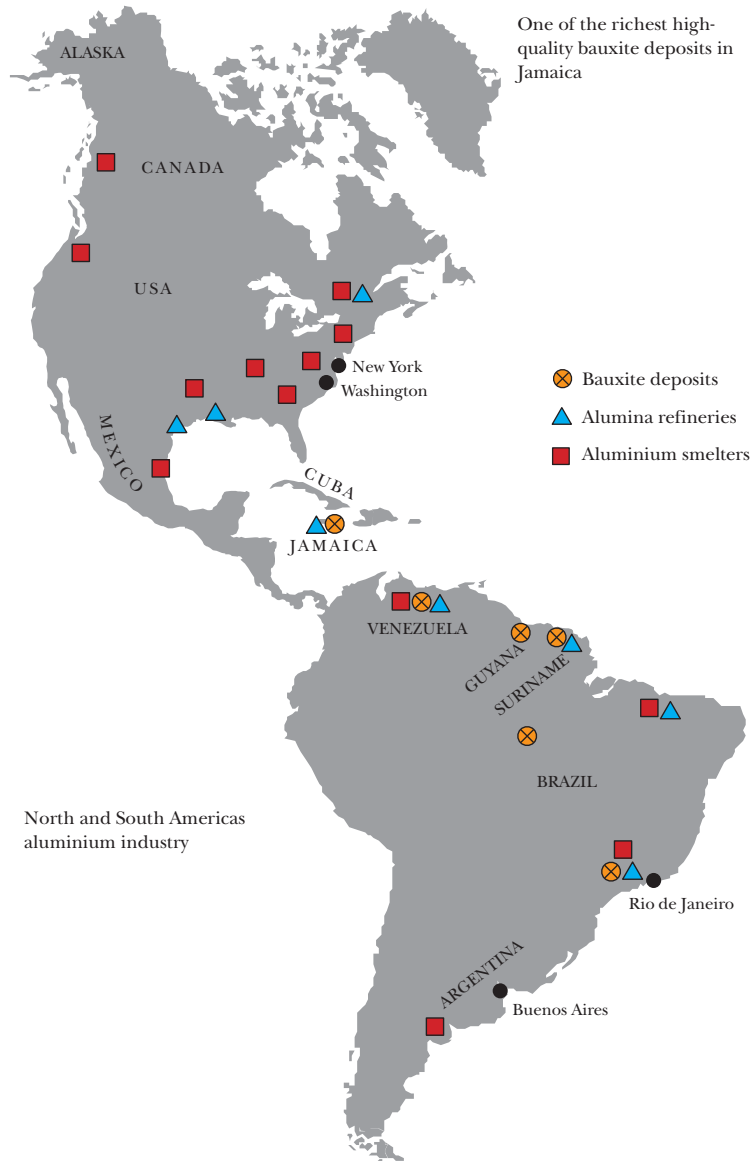 One of the richest high-
quality bauxite deposits in
Jamaica
ALASKA
CANADA
USA
New York
Washington
Bauxite deposits
Alumina refineries
Aluminium smelters
MEXICO
CUBA
JAMAICA
VENEZUELA
GUYANA
SURINAME
BRAZIL
North and South Americas
aluminium industry
Rio de Janeiro
ARGENTINA
Buenos Aires